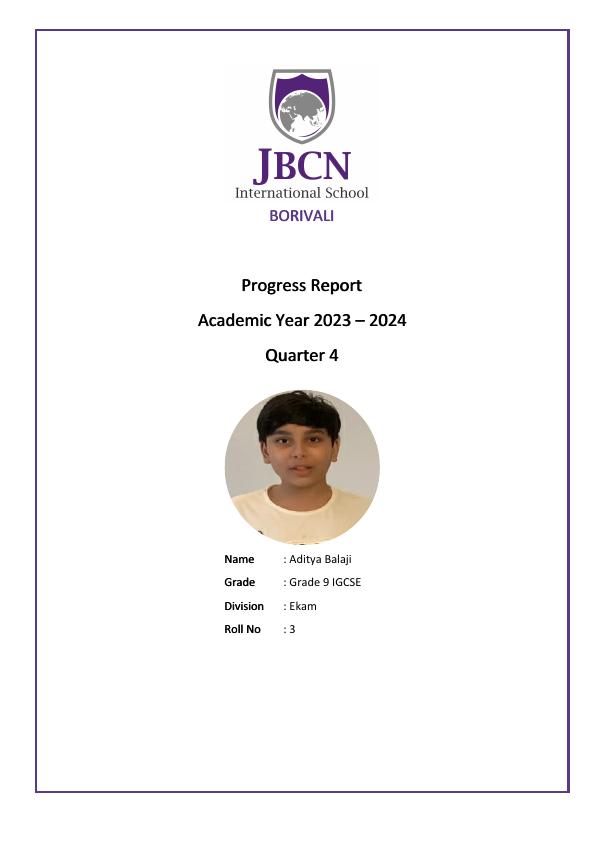 JBCN
International School
BORIVALI
Progress Report
Academic Year 2023 – 2024
Quarter 4
Name : Aditya Balaji
Grade : Grade 9 IGCSE
Division : Ekam
Roll No : 3